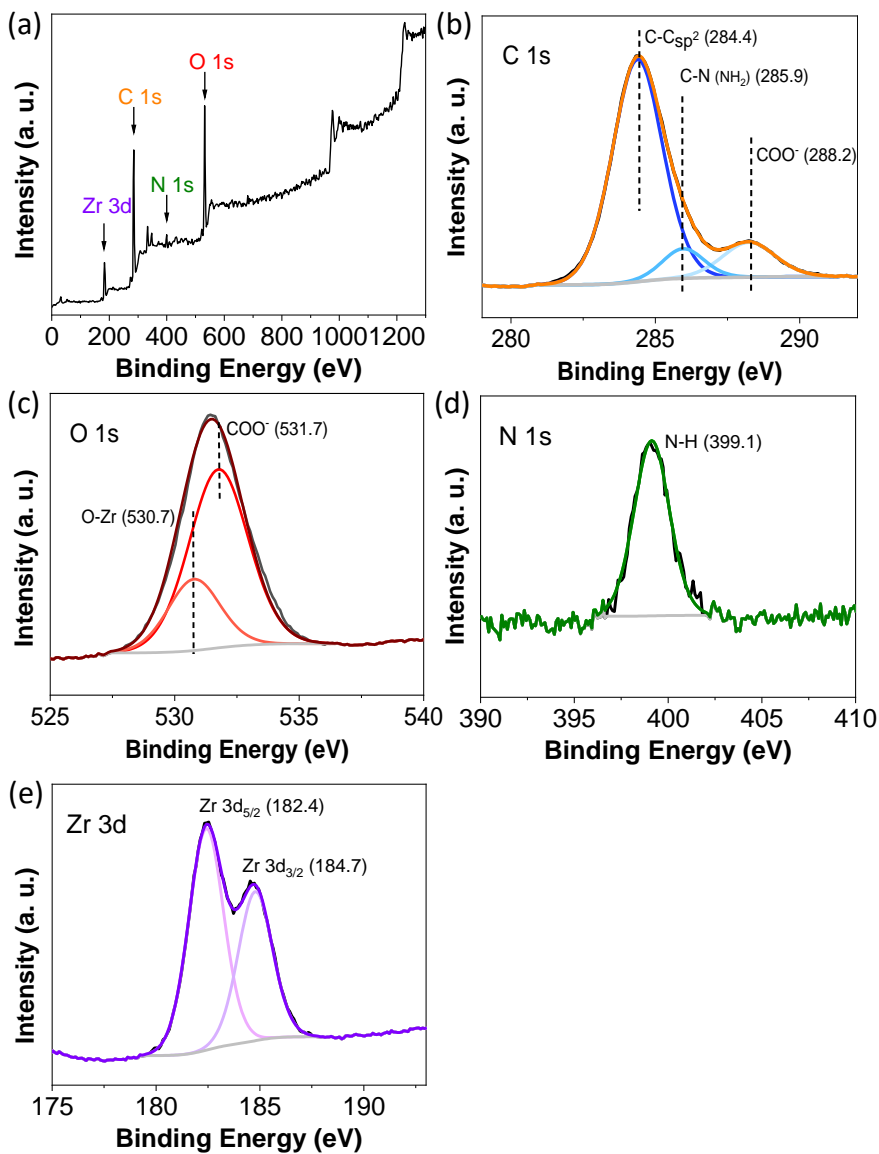 (a)
O 1s
C 1s
N 1s
Zr 3d
Intensity (a. u.)
0 200 400 600 800 1000 1200
Binding Energy (eV)
(b)
C 1s
C-Csp² (284.4)
C-N (NH₂) (285.9)
COO⁻ (288.2)
Intensity (a. u.)
280 285 290
Binding Energy (eV)
(c)
O 1s
COO⁻ (531.7)
O-Zr (530.7)
Intensity (a. u.)
525 530 535 540
Binding Energy (eV)
(d)
N 1s
N-H (399.1)
Intensity (a. u.)
390 395 400 405 410
Binding Energy (eV)
(e)
Zr 3d
Zr 3d₅/₂ (182.4)
Zr 3d₃/₂ (184.7)
Intensity (a. u.)
175 180 185 190
Binding Energy (eV)